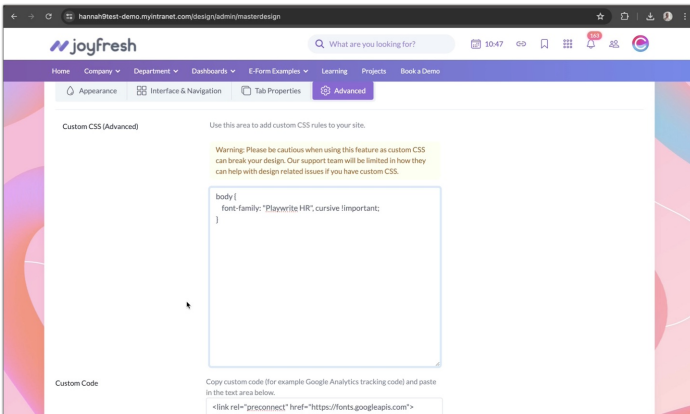 hannah9test-demo.myintranet.com/design/admin/masterdesign
joyfresh
What are you looking for?
10:47
163
Home Company Department Dashboards E-Form Examples Learning Projects Book a Demo
Appearance Interface & Navigation Tab Properties Advanced
Custom CSS (Advanced)
Use this area to add custom CSS rules to your site.
Warning: Please be cautious when using this feature as custom CSS
can break your design. Our support team will be limited in how they
can help with design related issues if you have custom CSS.
body {
font-family: "Playwrite HR", cursive !important;
}
Custom Code
Copy custom code (for example Google Analytics tracking code) and paste
in the text area below.
<link rel="preconnect" href="https://fonts.googleapis.com">